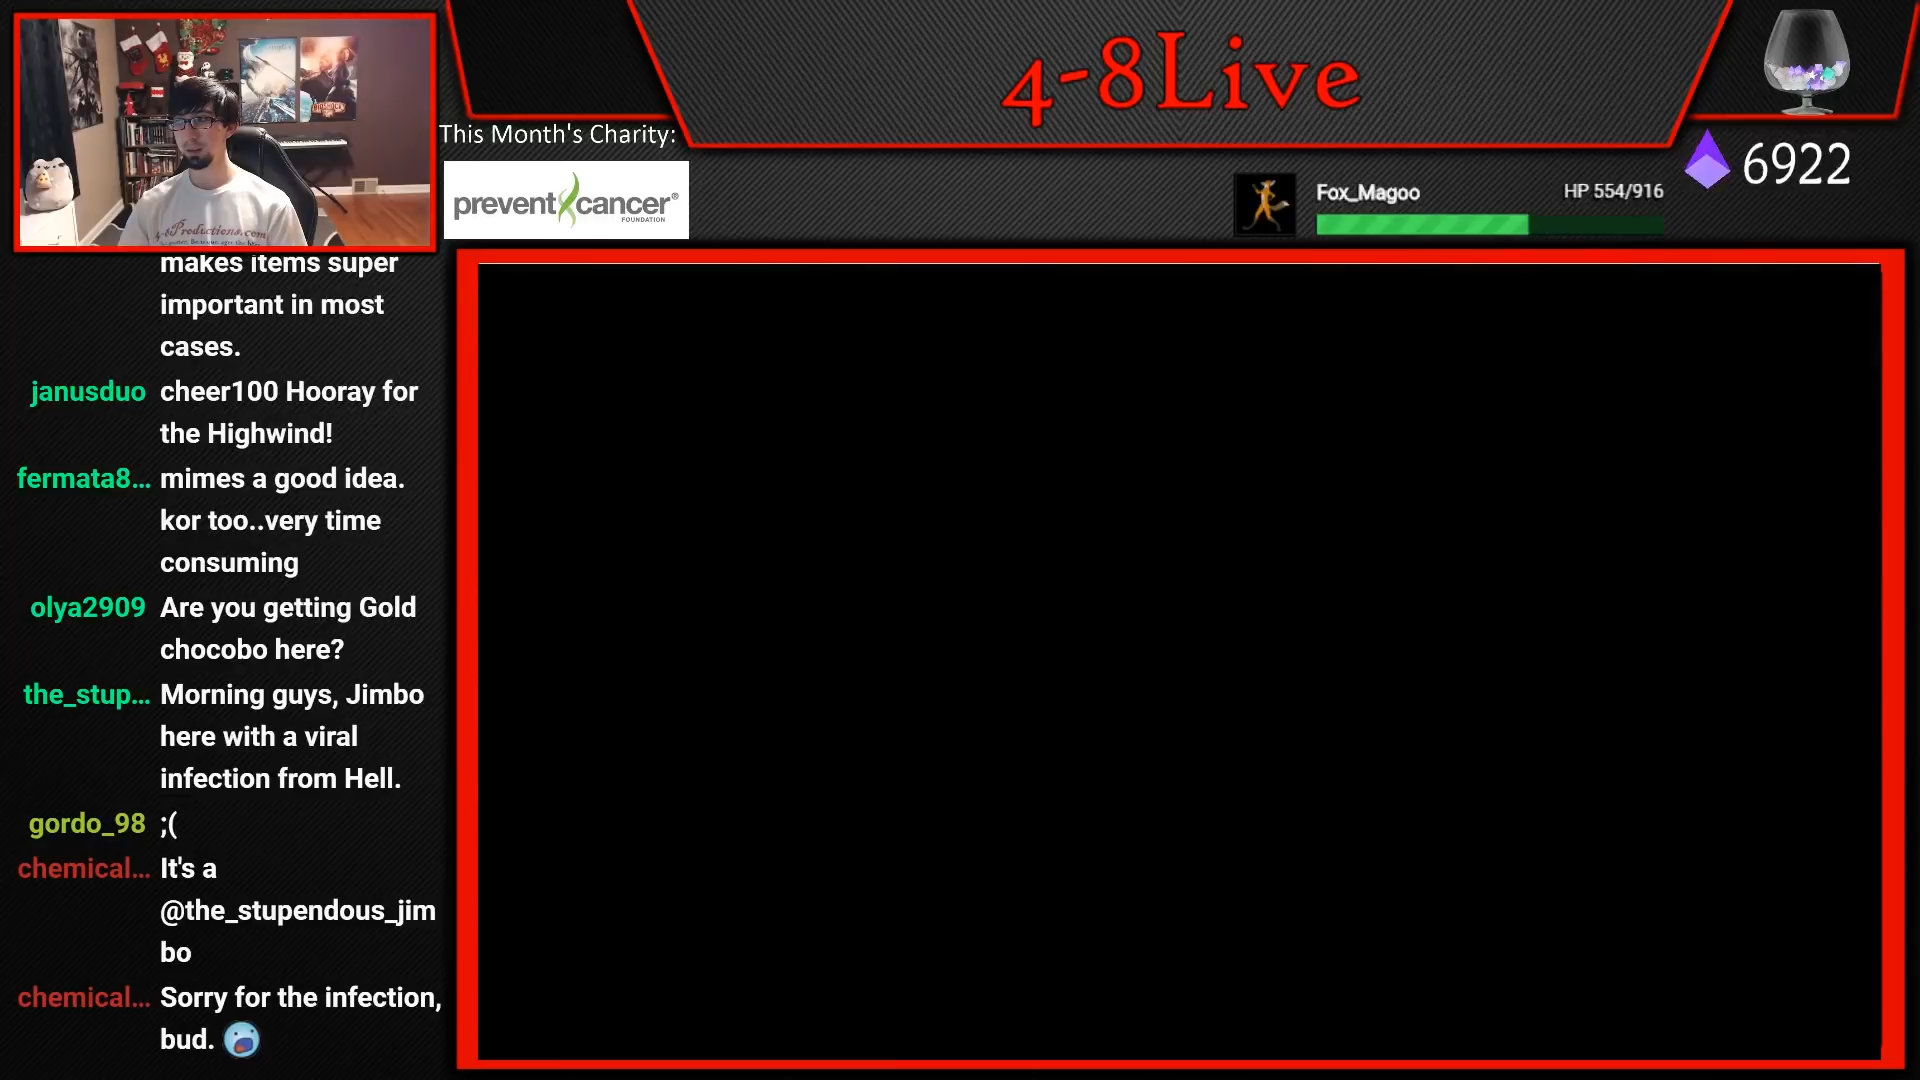 4-8Live
This Month's Charity:
prevent cancer®
FOUNDATION
Fox_Magoo
HP 554/916
6922
4-8Productions.com
makes items super
important in most
cases.
janusduo cheer100 Hooray for
the Highwind!
fermata8... mimes a good idea.
kor too..very time
consuming
olya2909 Are you getting Gold
chocobo here?
the_stup... Morning guys, Jimbo
here with a viral
infection from Hell.
gordo_98 ;(
chemical... It's a
@the_stupendous_jim
bo
chemical... Sorry for the infection,
bud.